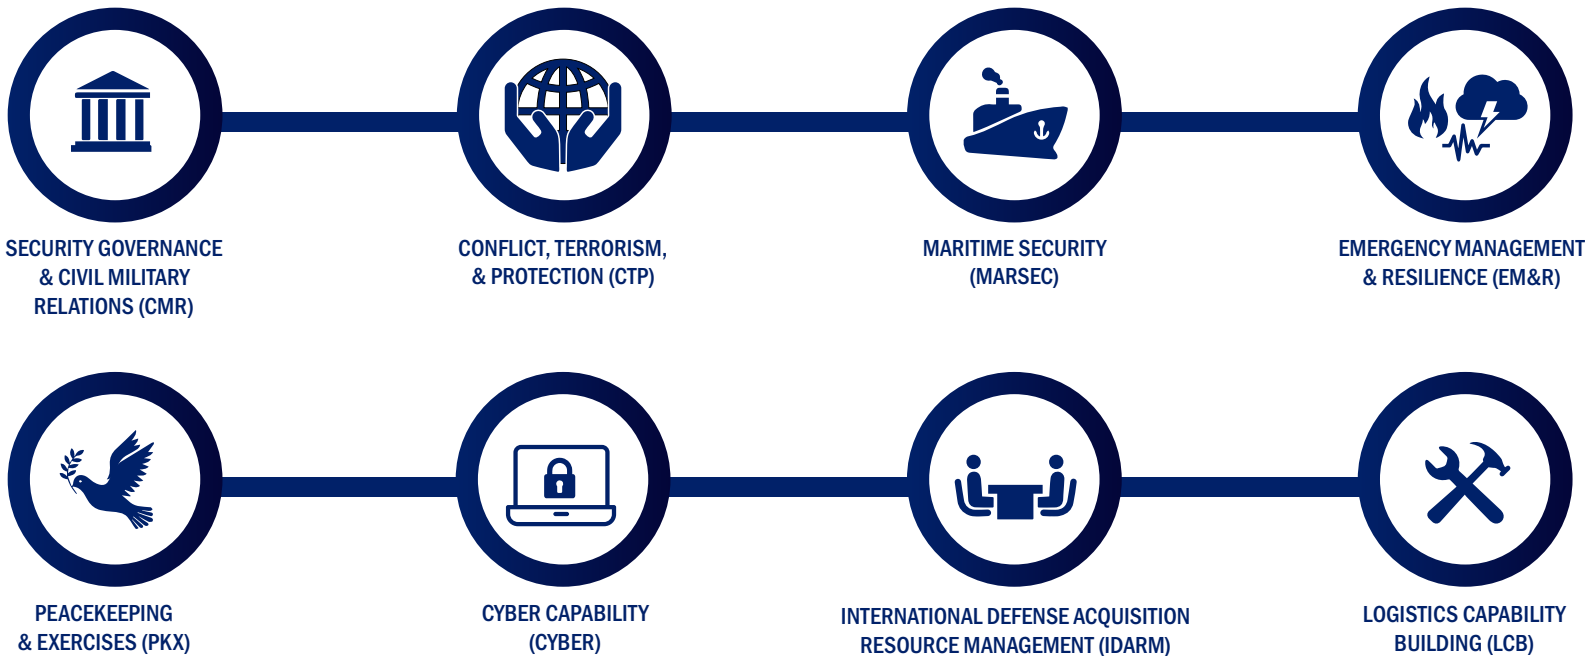 SECURITY GOVERNANCE
& CIVIL MILITARY
RELATIONS (CMR)
CONFLICT, TERRORISM,
& PROTECTION (CTP)
MARITIME SECURITY
(MARSEC)
EMERGENCY MANAGEMENT
& RESILIENCE (EM&R)
PEACEKEEPING
& EXERCISES (PKX)
CYBER CAPABILITY
(CYBER)
INTERNATIONAL DEFENSE ACQUISITION
RESOURCE MANAGEMENT (IDARM)
LOGISTICS CAPABILITY
BUILDING (LCB)